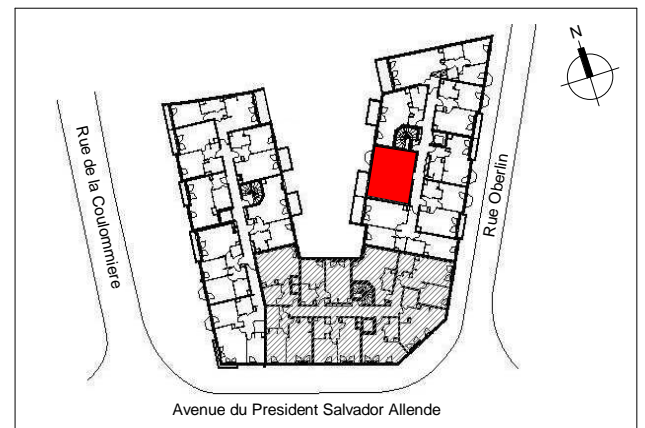 N
Rue de la Coulommiere
Rue Oberlin
Avenue du President Salvador Allende